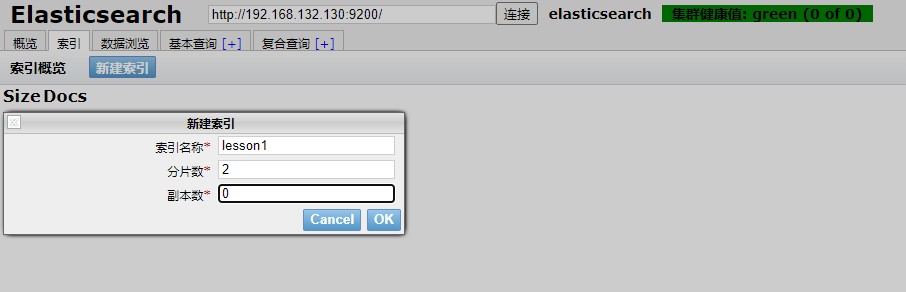 Elasticsearch http://192.168.132.130:9200/ 连接 elasticsearch 集群健康值: green (0 of 0)
概览 索引 数据浏览 基本查询 [+] 复合查询 [+]
索引概览 新建索引
Size Docs
新建索引
索引名称* lesson1
分片数* 2
副本数* 0
Cancel OK